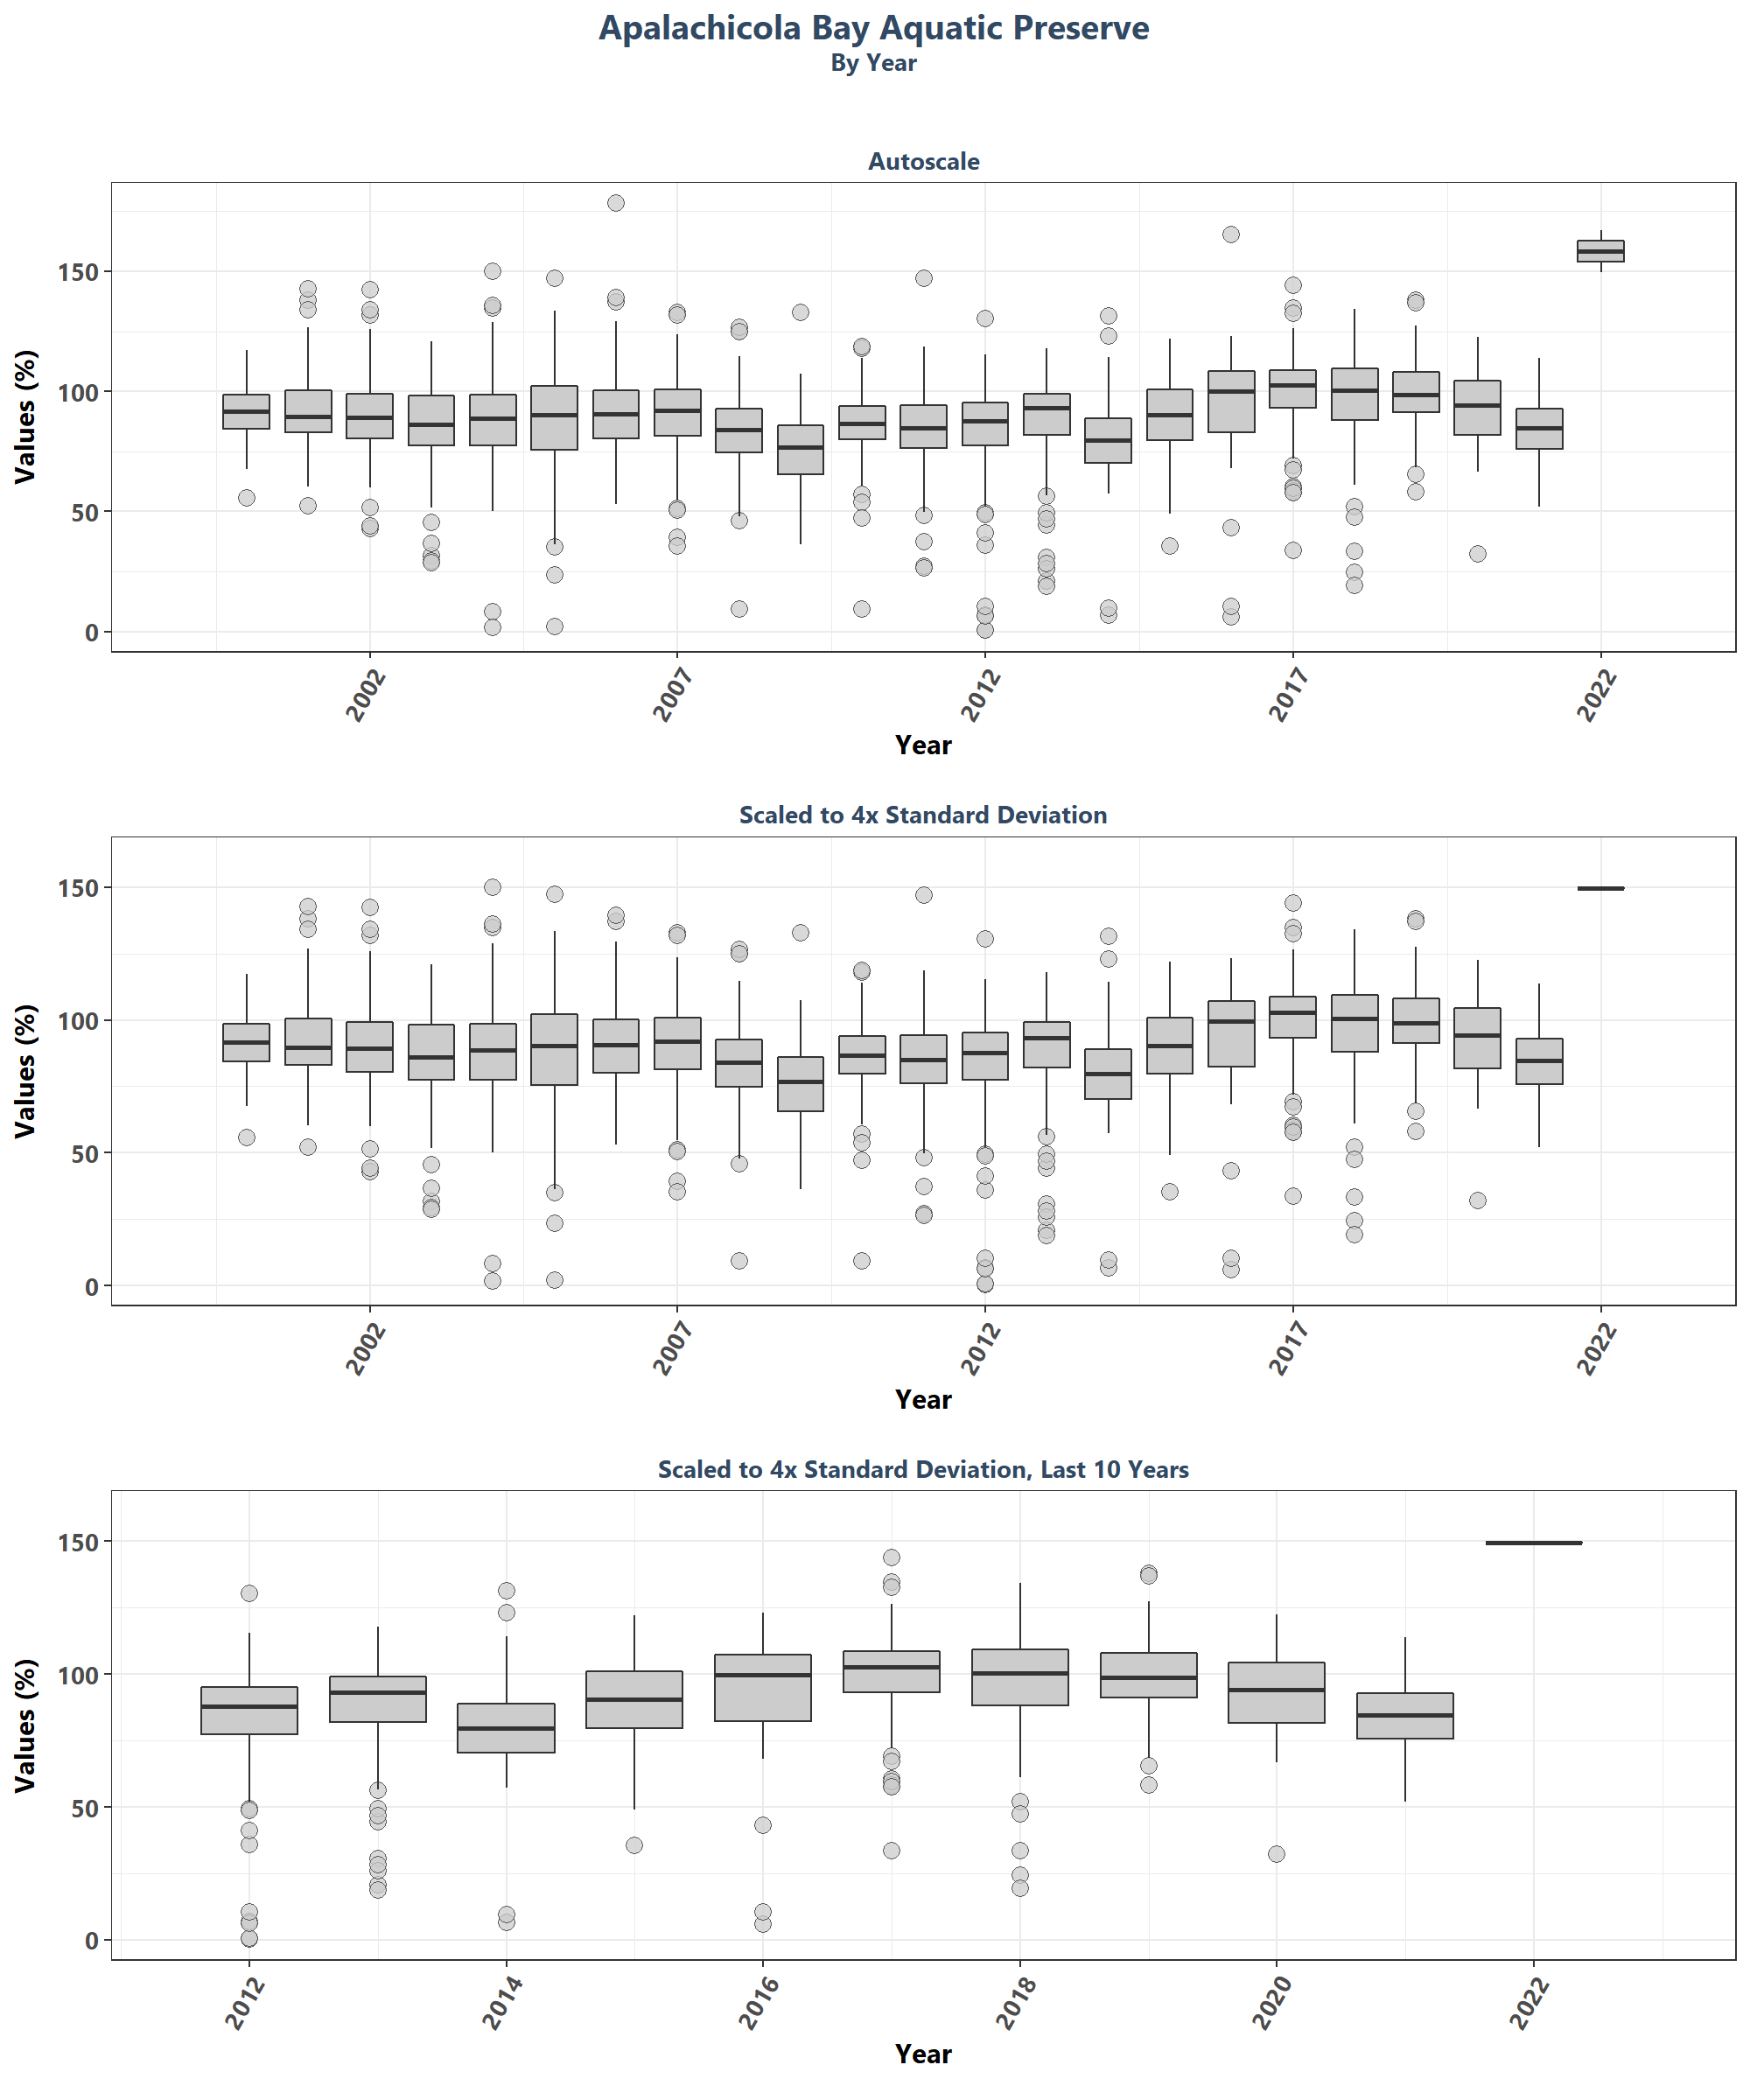 Apalachicola Bay Aquatic Preserve
By Year
Autoscale
Values (%)
150
100
50
0
2002 2007 2012 2017 2022
Year
Scaled to 4x Standard Deviation
Values (%)
150
100
50
0
2002 2007 2012 2017 2022
Year
Scaled to 4x Standard Deviation, Last 10 Years
Values (%)
150
100
50
0
2012 2014 2016 2018 2020 2022
Year